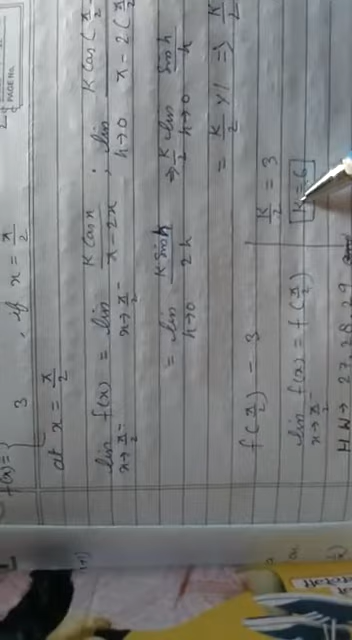 f(x) = {
3 , if x = π/2
at x = π/2
lim x→π/2⁻ f(x) = lim x→π/2⁻ K cos x / π - 2x , lim h→0 K cos (π/2 / π - 2 (π/2
= lim h→0 K sin h / 2h ⇒ K/2 lim h→0 sin h / h
= K/2 × 1 ⇒ K/2
f(π/2) - 3
K/2 = 3
lim x→π/2⁻ f(x) = f(π/2)
K = 6
H.W → 27, 28, 29
PAGE NO.